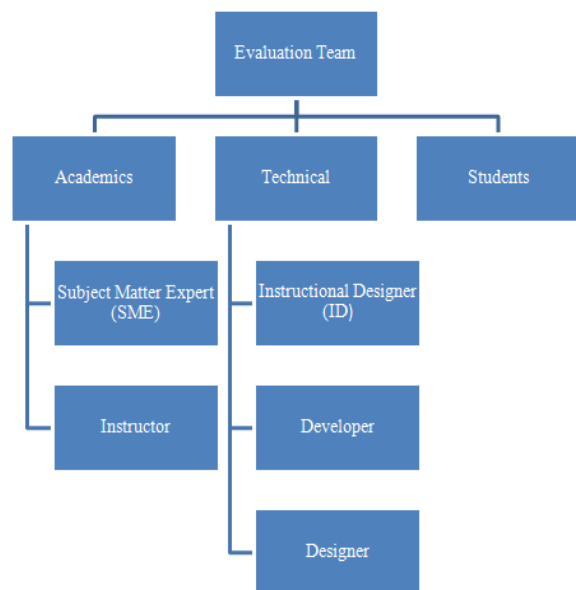 Evaluation Team
Academics
Technical
Students
Subject Matter Expert
(SME)
Instructional Designer
(ID)
Instructor
Developer
Designer